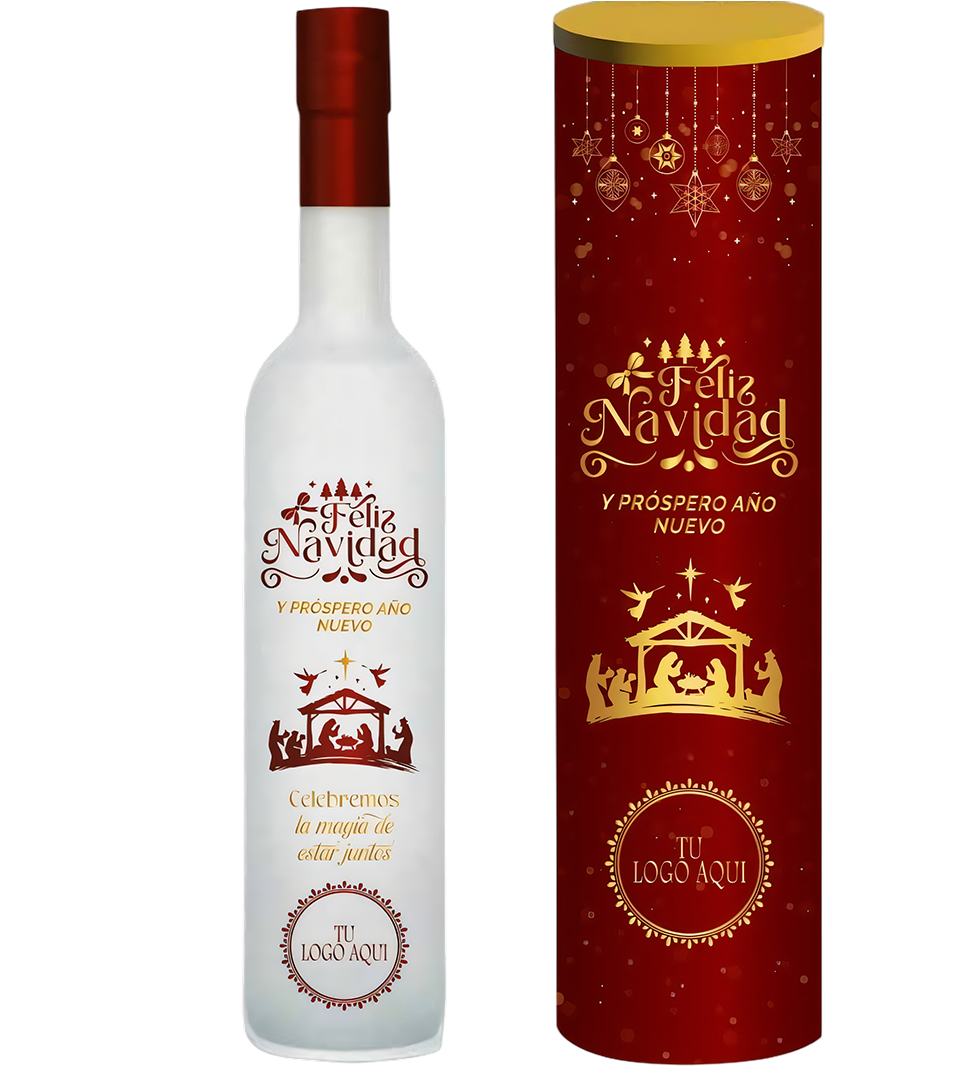 Feliz
Navidad
Y PRÓSPERO AÑO
NUEVO
Celebremos
la magia de
estar juntos
TU
LOGO AQUI
Feliz
Navidad
Y PRÓSPERO AÑO
NUEVO
TU
LOGO AQUI